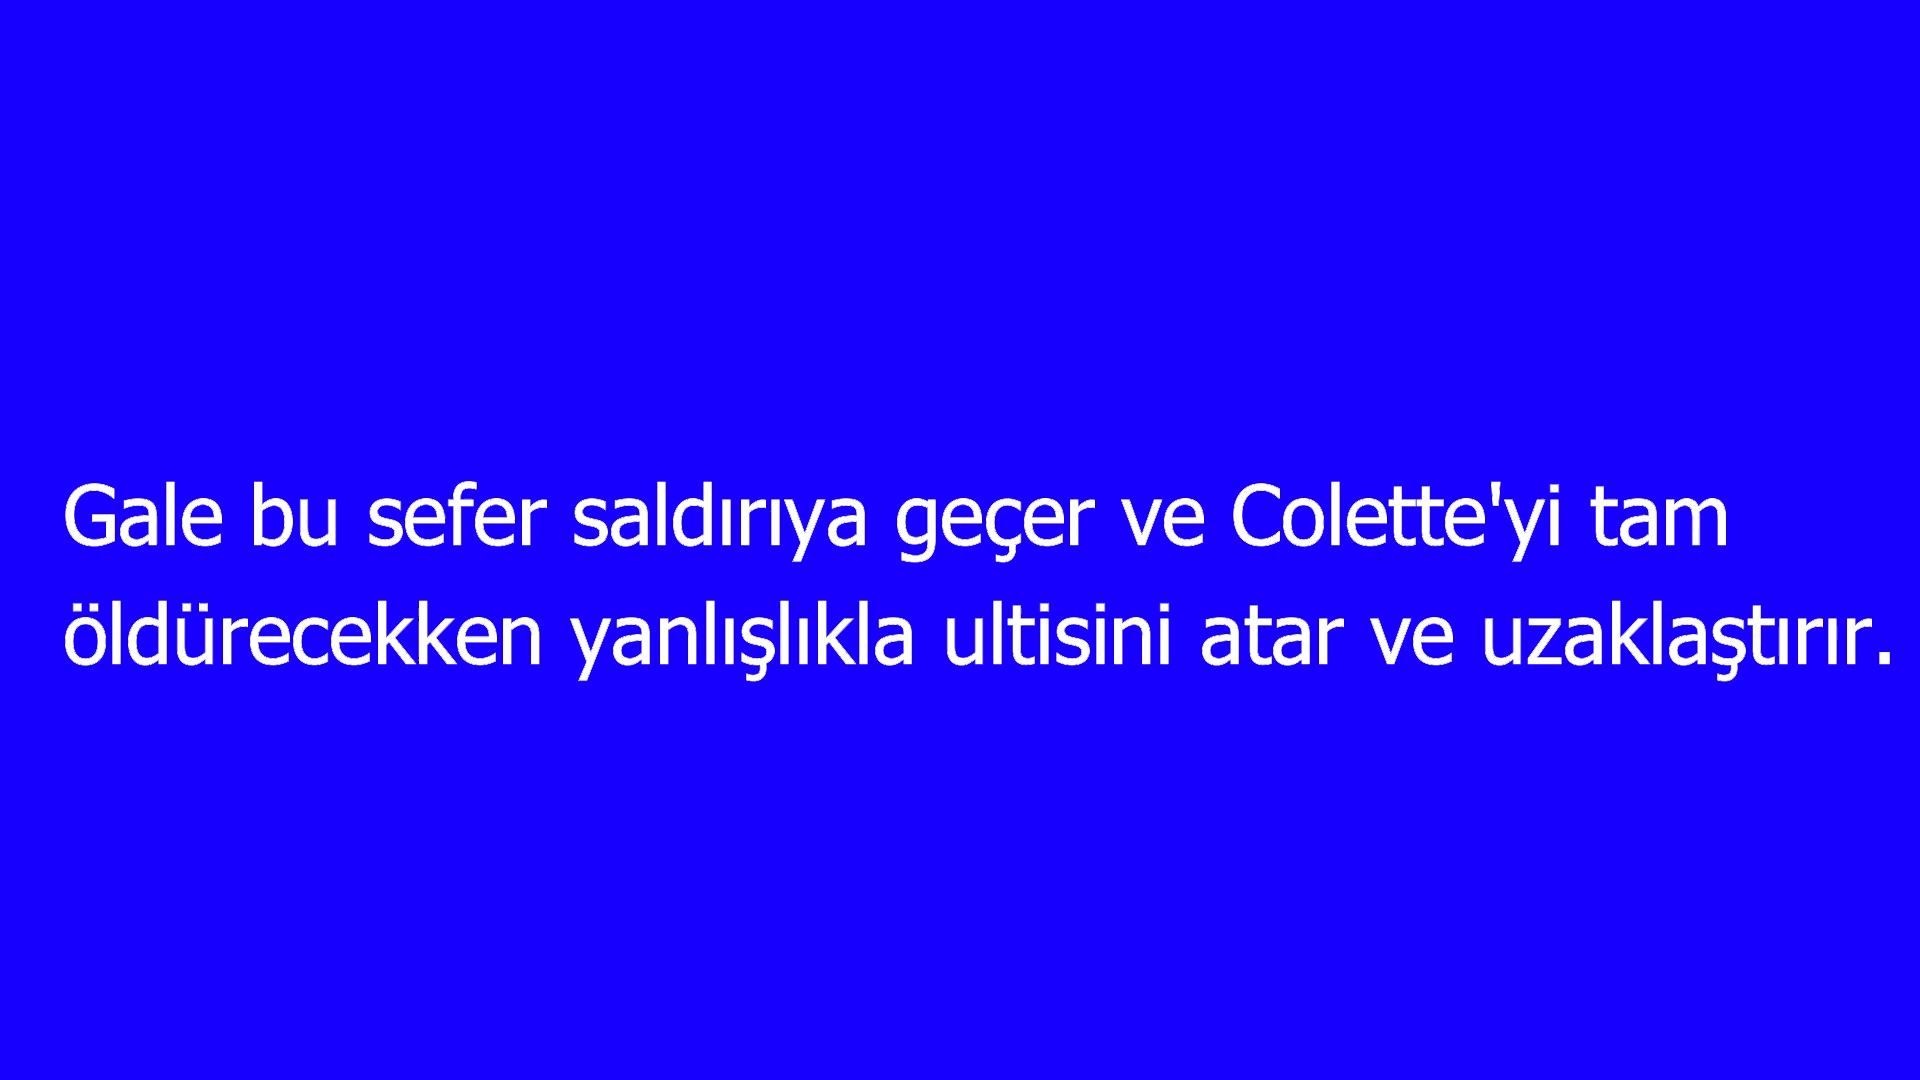 Gale bu sefer saldırıya geçer ve Colette'yi tam
öldürecekken yanlışlıkla ultisini atar ve uzaklaştırır.